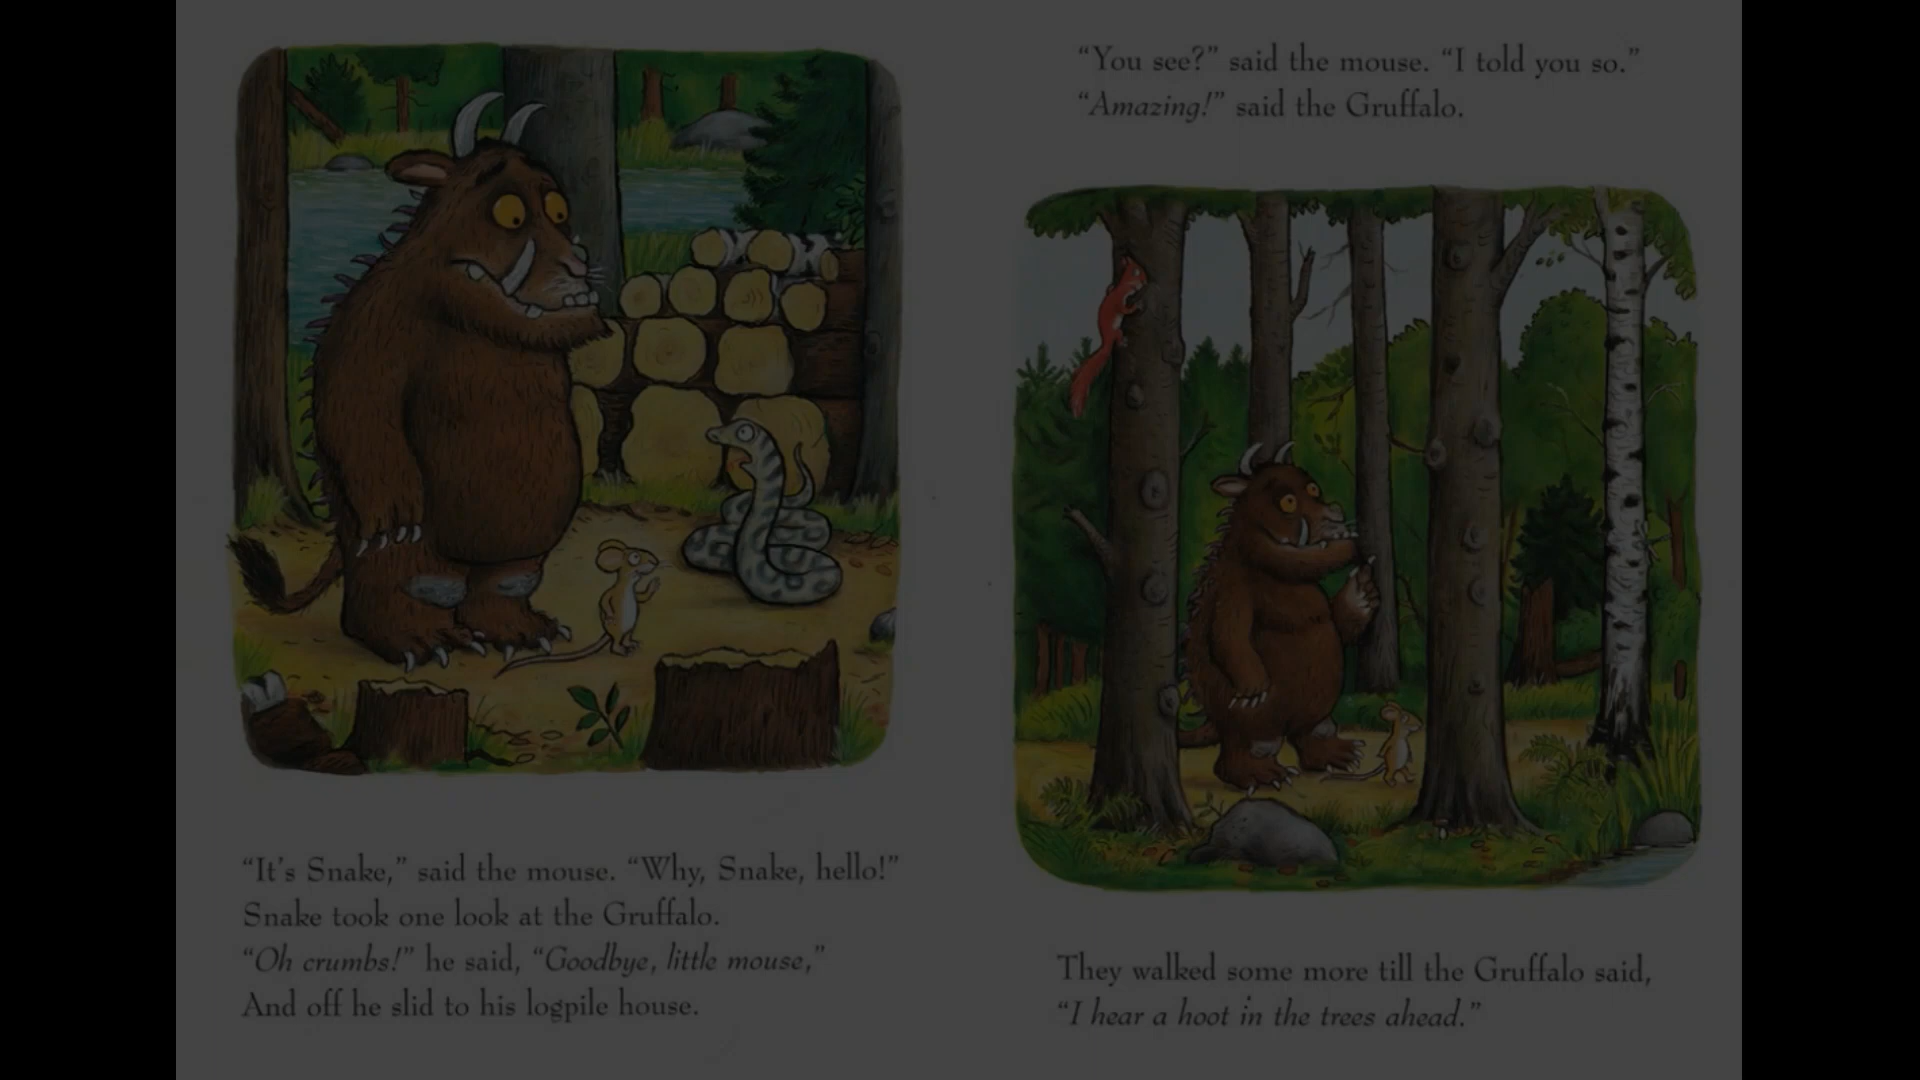 “It’s Snake,” said the mouse. “Why, Snake, hello!”
Snake took one look at the Gruffalo.
“Oh crumbs!” he said, “Goodbye, little mouse,”
And off he slid to his logpile house.
“You see?” said the mouse. “I told you so.”
“Amazing!” said the Gruffalo.
They walked some more till the Gruffalo said,
“I hear a hoot in the trees ahead.”